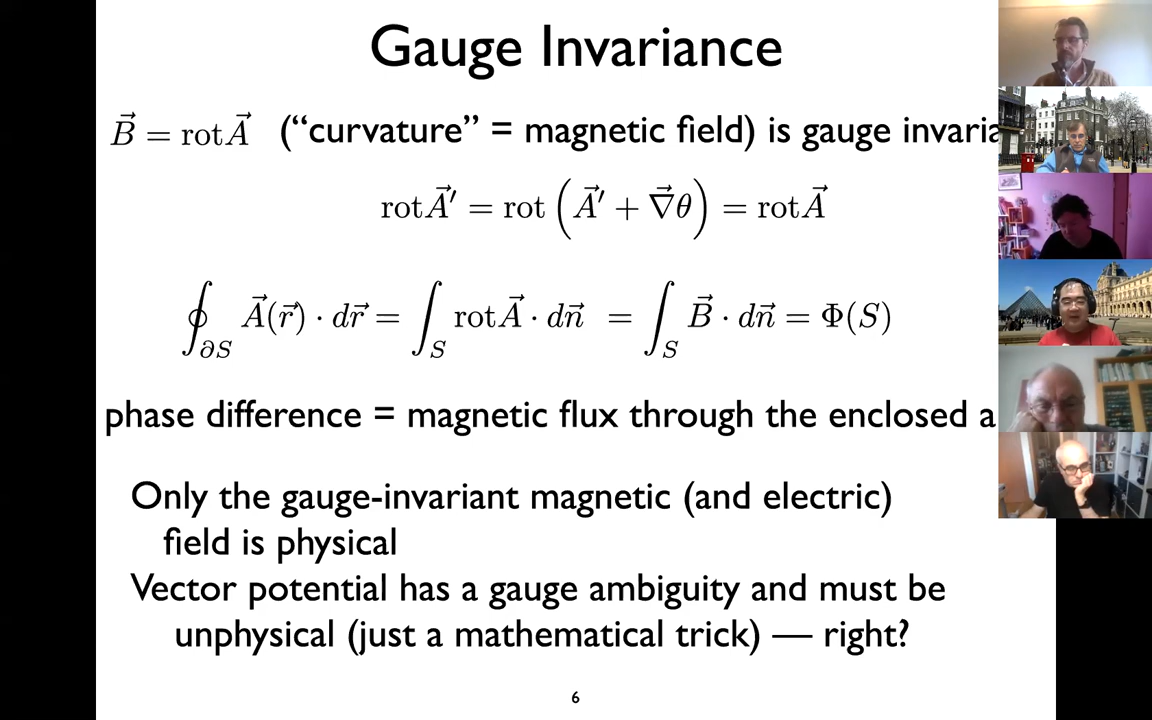 Gauge Invariance
B⃗ = rotA⃗ (“curvature” = magnetic field) is gauge invaria
rotA⃗′ = rot (A⃗′ + ∇⃗θ) = rotA⃗
∮∂S A⃗(r⃗) · dr⃗ = ∫S rotA⃗ · dn⃗ = ∫S B⃗ · dn⃗ = Φ(S)
phase difference = magnetic flux through the enclosed a
Only the gauge-invariant magnetic (and electric)
field is physical
Vector potential has a gauge ambiguity and must be
unphysical (just a mathematical trick) — right?
6